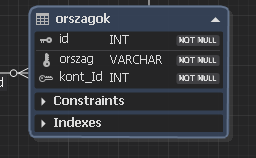 orszagok
id INT NOT NULL
orszag VARCHAR NOT NULL
kont_Id INT NOT NULL
d
Constraints
Indexes